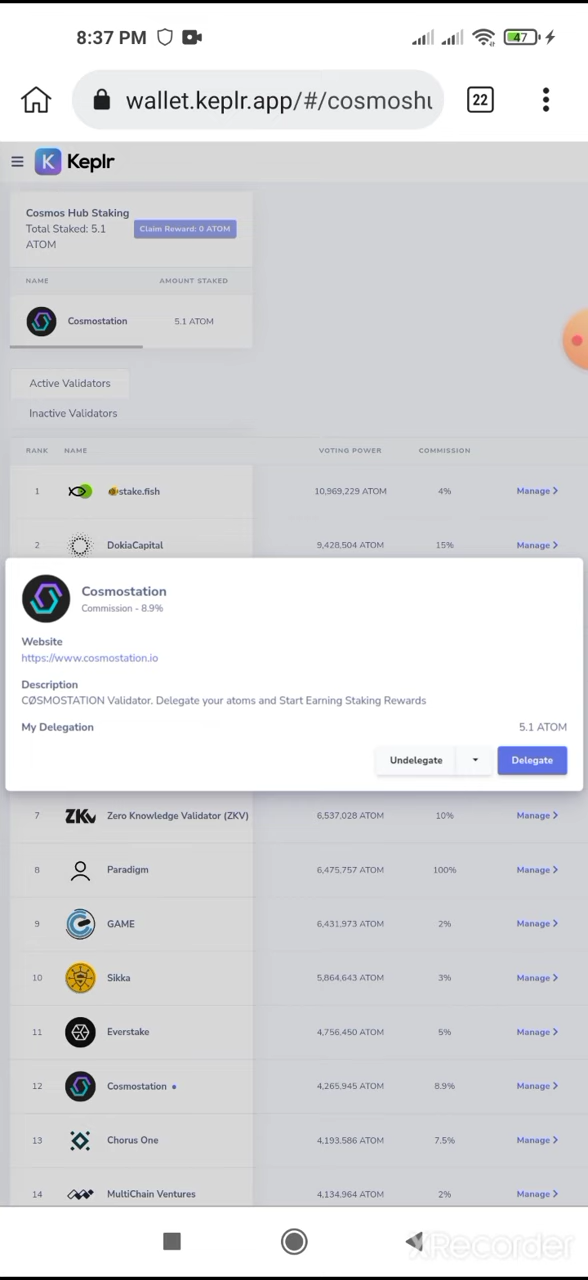 8:37 PM
47
wallet.keplr.app/#/cosmoshu
22
K Keplr
Cosmos Hub Staking
Total Staked: 5.1 ATOM
Claim Reward: 0 ATOM
NAME AMOUNT STAKED
Cosmostation 5.1 ATOM
Active Validators
Inactive Validators
RANK NAME VOTING POWER COMMISSION
1 stake.fish 10,969,229 ATOM 4% Manage >
2 DokiaCapital 9,428,504 ATOM 15% Manage >
Cosmostation
Commission - 8.9%
Website
https://www.cosmostation.io
Description
CØSMOSTATION Validator. Delegate your atoms and Start Earning Staking Rewards
My Delegation 5.1 ATOM
Undelegate Delegate
7 ZKV Zero Knowledge Validator (ZKV) 6,537,028 ATOM 10% Manage >
8 Paradigm 6,475,757 ATOM 100% Manage >
9 GAME 6,431,973 ATOM 2% Manage >
10 Sikka 5,864,643 ATOM 3% Manage >
11 Everstake 4,756,450 ATOM 5% Manage >
12 Cosmostation 4,265,945 ATOM 8.9% Manage >
13 Chorus One 4,193,586 ATOM 7.5% Manage >
14 MultiChain Ventures 4,134,964 ATOM 2% Manage >
XRecorder